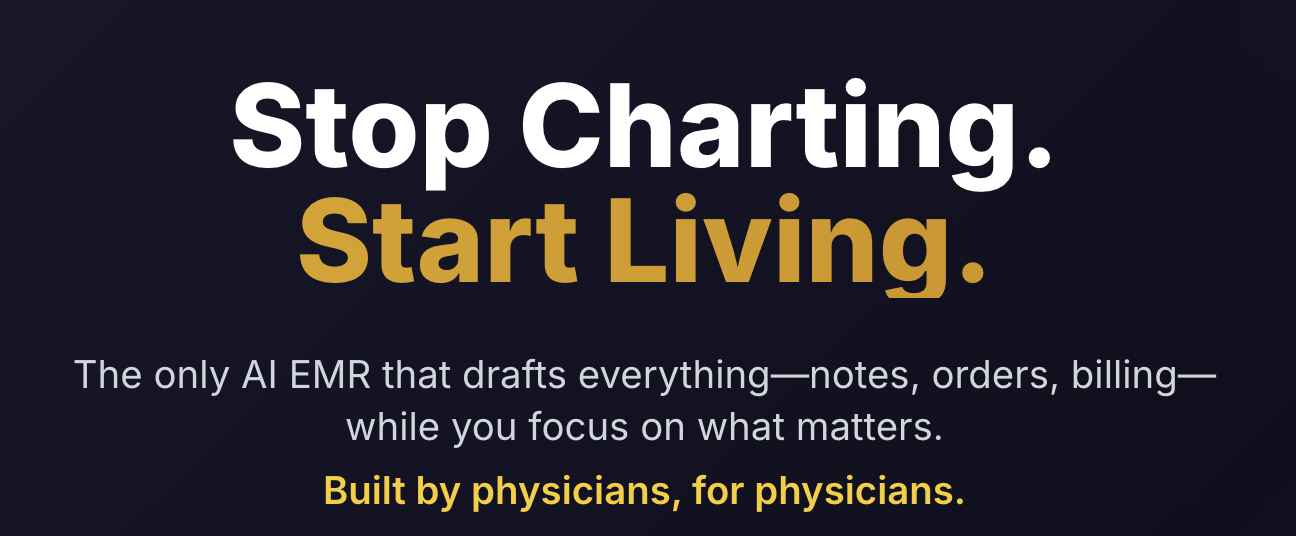 Stop Charting.
Start Living.
The only AI EMR that drafts everything—notes, orders, billing—
while you focus on what matters.
Built by physicians, for physicians.